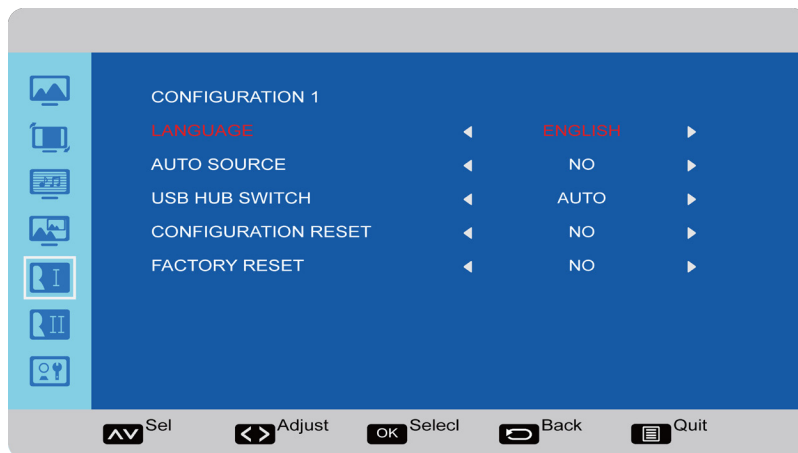 CONFIGURATION 1
LANGUAGE ENGLISH
AUTO SOURCE NO
USB HUB SWITCH AUTO
CONFIGURATION RESET NO
FACTORY RESET NO
I
II
Sel Adjust OK Selecl Back Quit